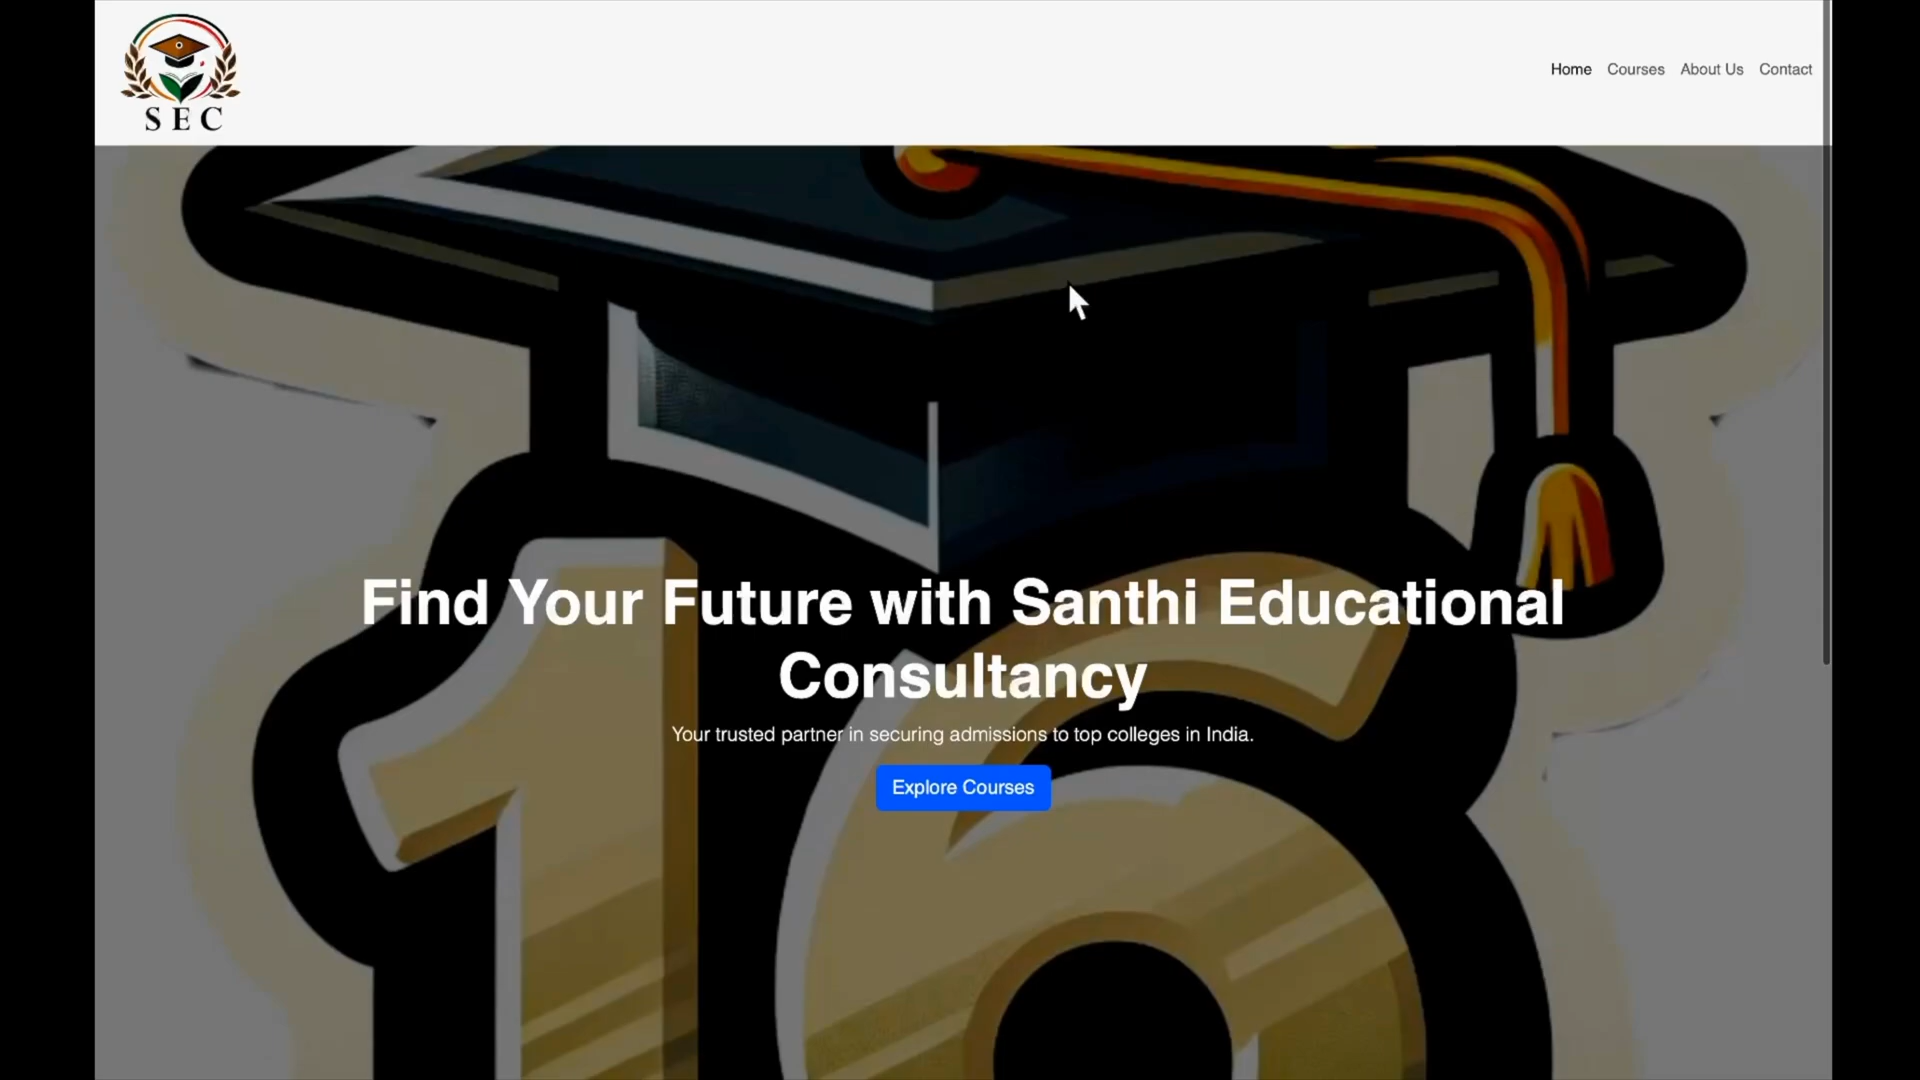 S E C
Home Courses About Us Contact
Find Your Future with Santhi Educational
Consultancy
Your trusted partner in securing admissions to top colleges in India.
Explore Courses
16